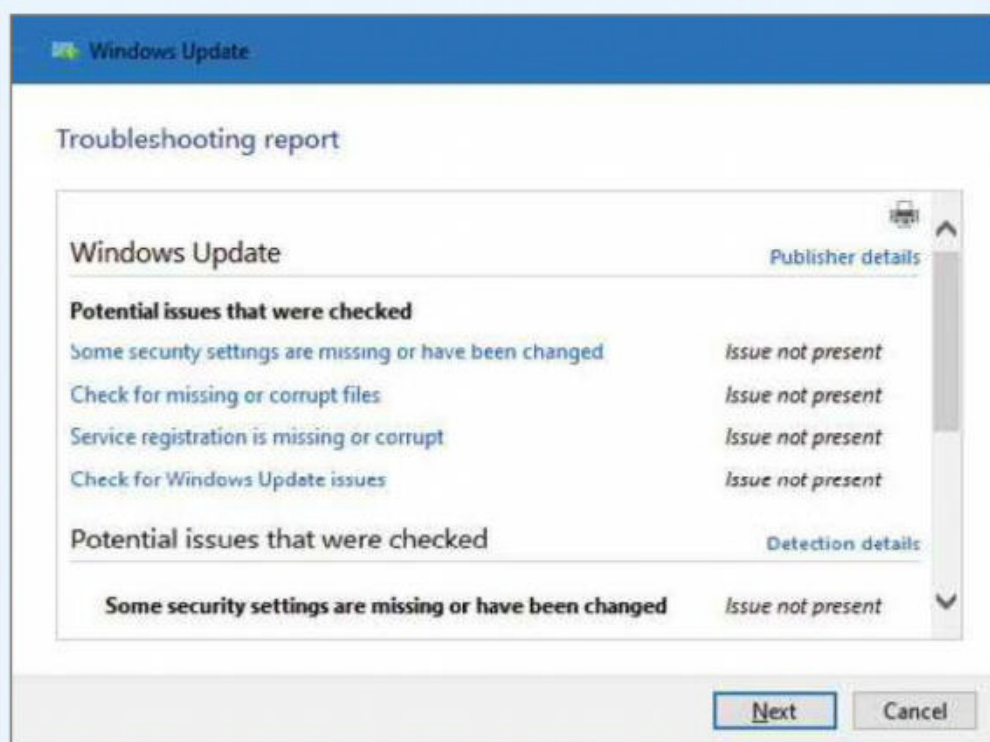 Windows Update
Troubleshooting report
Windows Update Publisher details
Potential issues that were checked
Some security settings are missing or have been changed Issue not present
Check for missing or corrupt files Issue not present
Service registration is missing or corrupt Issue not present
Check for Windows Update issues Issue not present
Potential issues that were checked Detection details
Some security settings are missing or have been changed Issue not present
Next Cancel